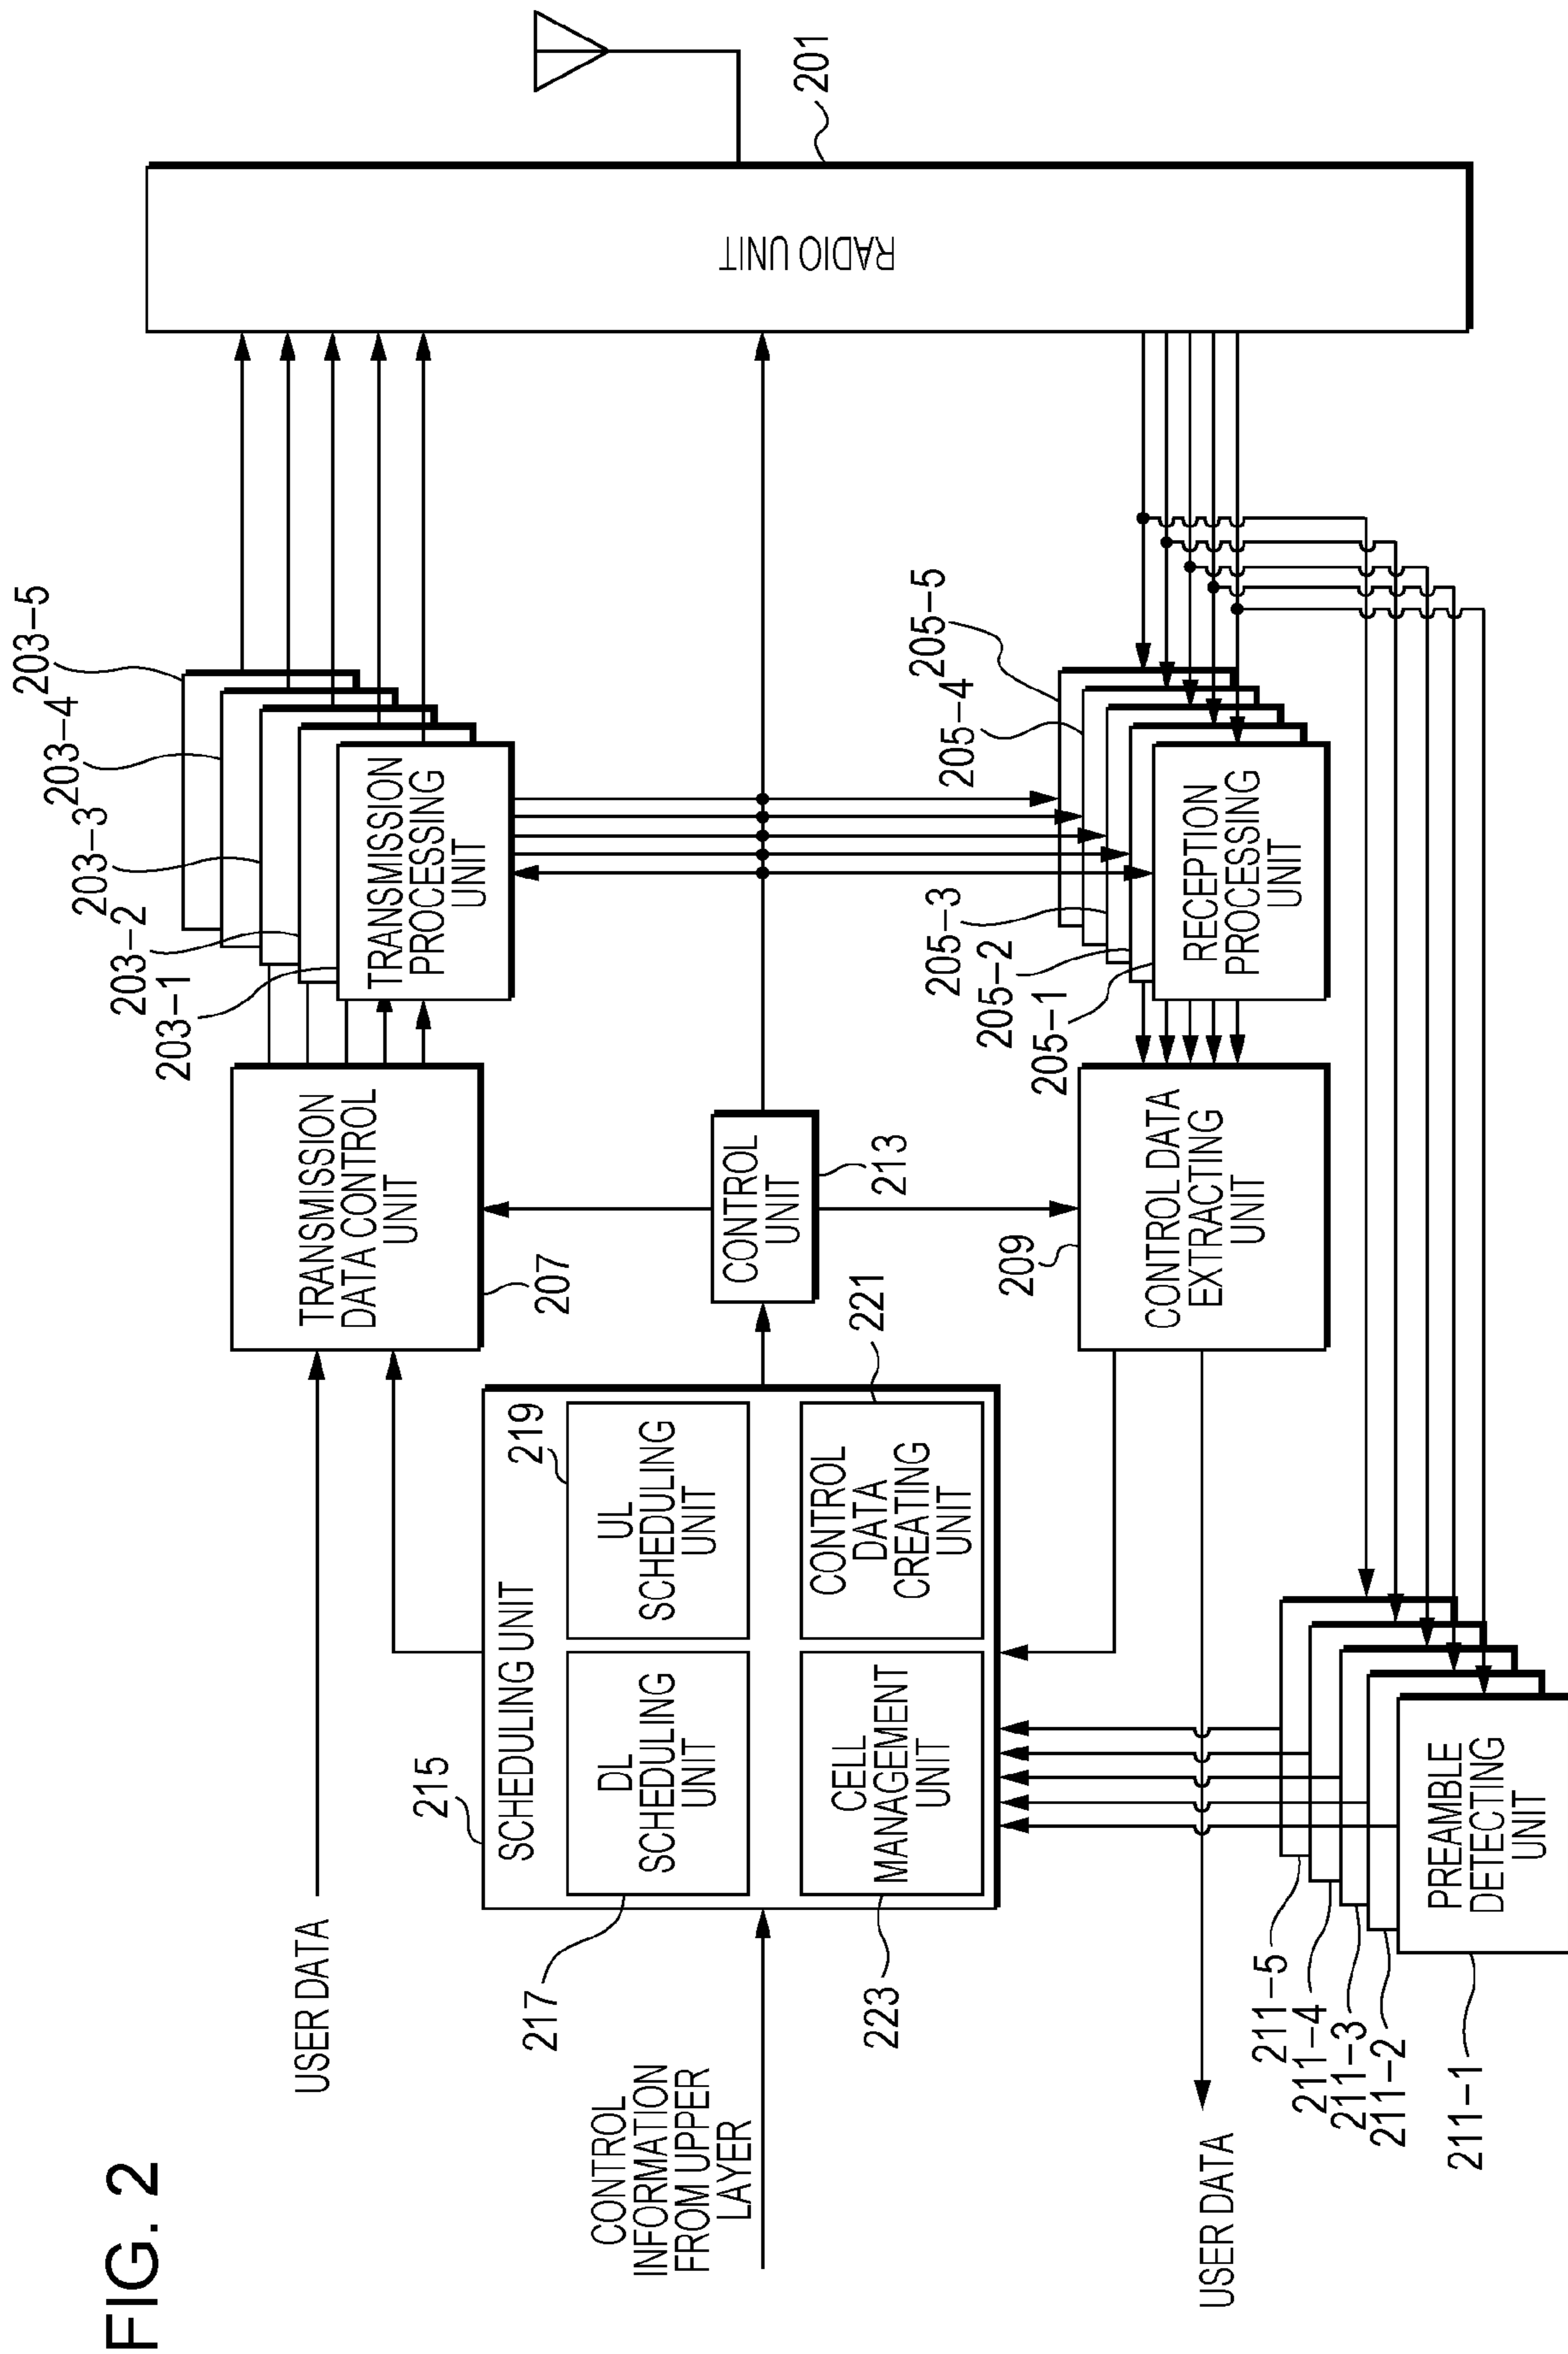 FIG. 2
USER DATA
CONTROL
INFORMATION
FROM UPPER
LAYER
USER DATA
215
SCHEDULING UNIT
217
DL
SCHEDULING
UNIT
219
UL
SCHEDULING
UNIT
223
CELL
MANAGEMENT
UNIT
221
CONTROL
DATA
CREATING
UNIT
211-5
211-4
211-3
211-2
211-1
PREAMBLE
DETECTING
UNIT
TRANSMISSION
DATA CONTROL
UNIT
207
CONTROL
UNIT
213
209
CONTROL DATA
EXTRACTING
UNIT
203-5
203-4
203-3
203-2
203-1
TRANSMISSION
PROCESSING
UNIT
205-5
205-4
205-3
205-2
205-1
RECEPTION
PROCESSING
UNIT
RADIO UNIT
201